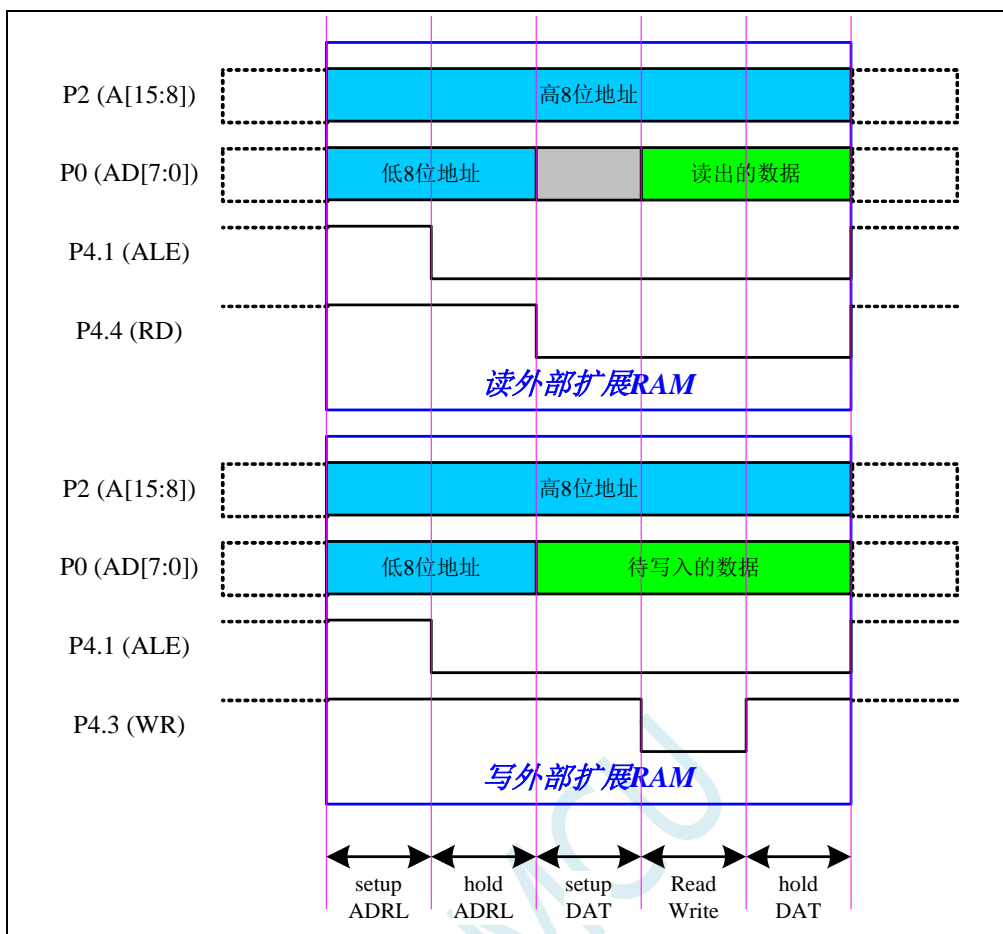 P2 (A[15:8])
高8位地址
P0 (AD[7:0])
低8位地址
读出的数据
P4.1 (ALE)
P4.4 (RD)
读外部扩展RAM
P2 (A[15:8])
高8位地址
P0 (AD[7:0])
低8位地址
待写入的数据
P4.1 (ALE)
P4.3 (WR)
写外部扩展RAM
setup hold setup Read hold
ADRL ADRL DAT Write DAT
MCU